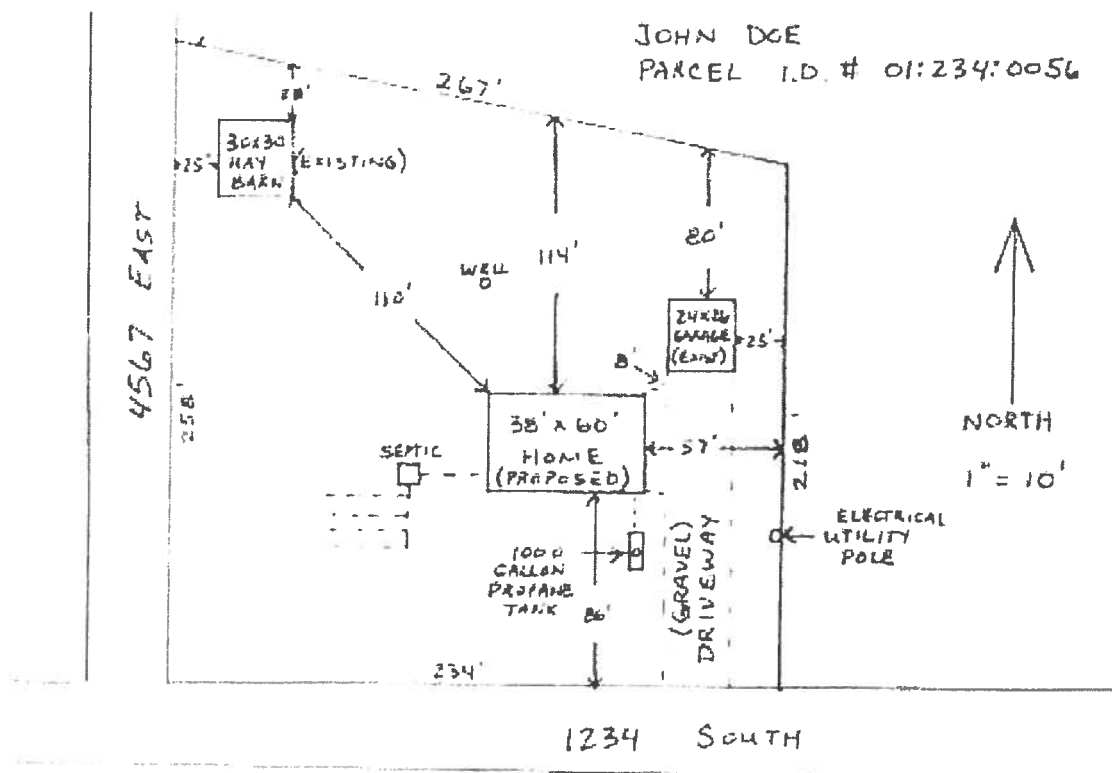 JOHN DOE
PARCEL I.D. # 01:234:0056
267'
30x30
HAY
BARN
(EXISTING)
25'
110'
WELL
114'
80'
24x26
GARAGE
(EXIST)
25'
8'
4567 EAST
258'
38' x 60'
HOME
(PROPOSED)
57'
218'
NORTH
1" = 10'
SEPTIC
1000
GALLON
PROPANE
TANK
86'
(GRAVEL)
DRIVEWAY
ELECTRICAL
UTILITY
POLE
234'
1234 SOUTH